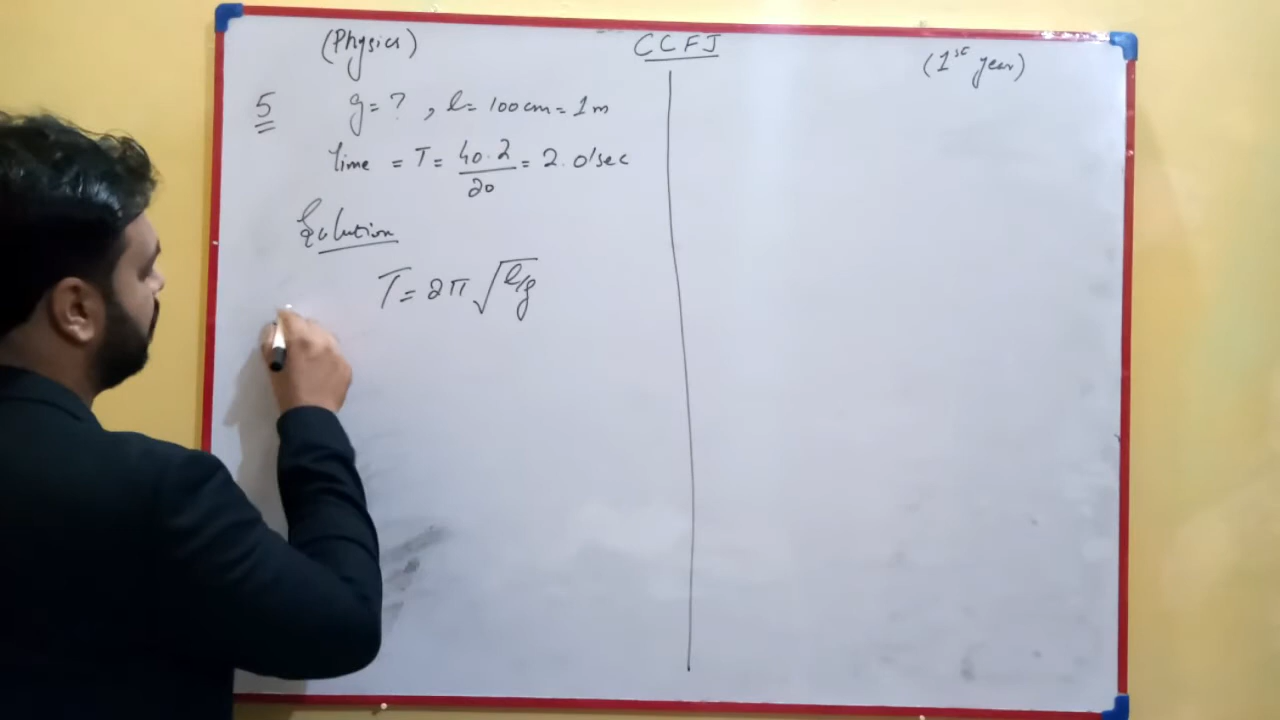 (Physics)
CCFJ
(1st year)
5 g = ? , l = 100 cm = 1 m
Time = T = 40.2/20 = 2.01 sec
Solution
T = 2π √l/g